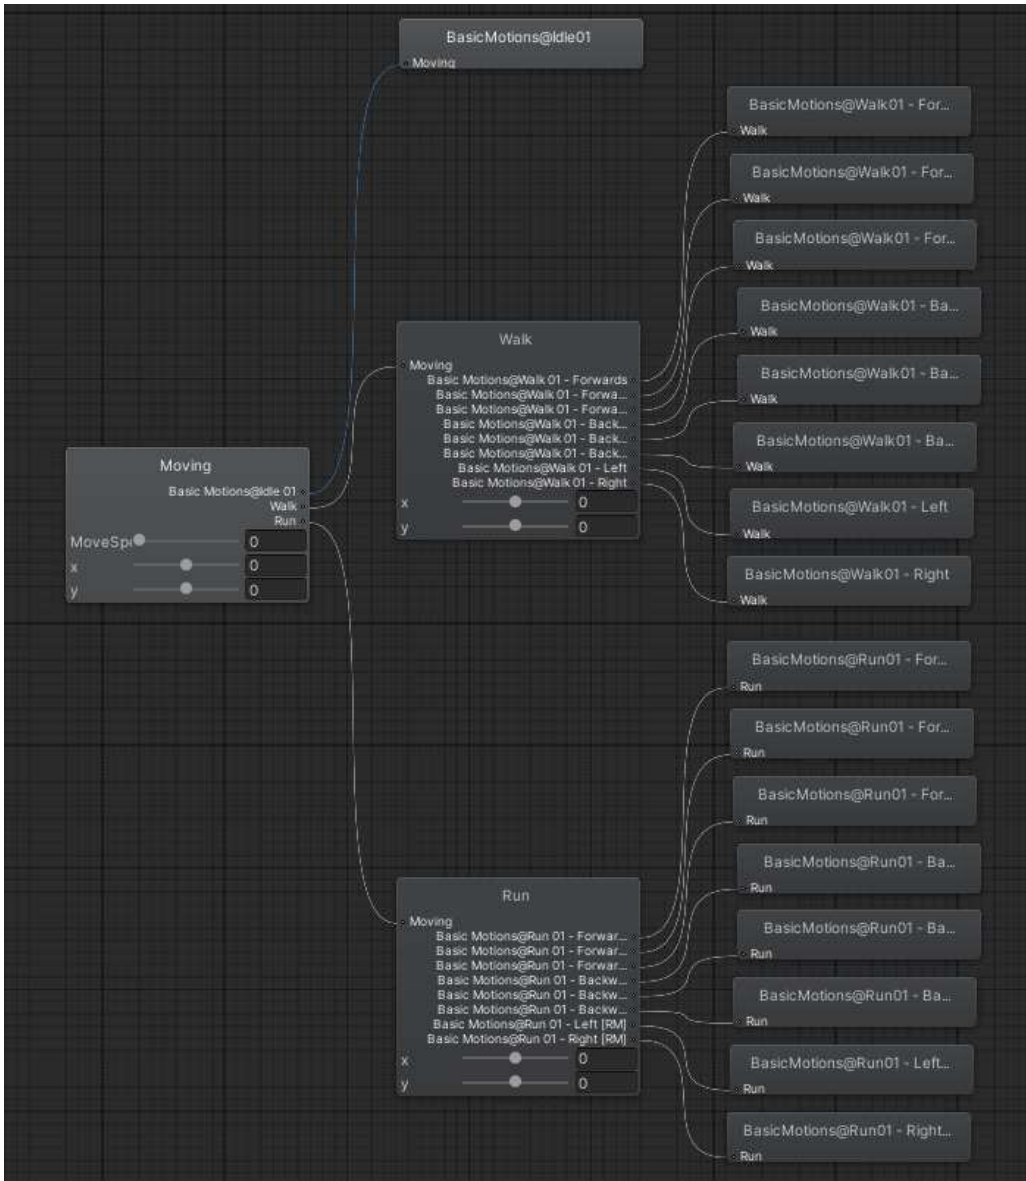 BasicMotions@Idle01
Moving
BasicMotions@Walk01 - For...
Walk
BasicMotions@Walk01 - For...
Walk
BasicMotions@Walk01 - For...
Walk
BasicMotions@Walk01 - Ba...
Walk
BasicMotions@Walk01 - Ba...
Walk
BasicMotions@Walk01 - Ba...
Walk
BasicMotions@Walk01 - Left
Walk
BasicMotions@Walk01 - Right
Walk
Walk
Moving
Basic Motions@Walk 01 - Forwards
Basic Motions@Walk 01 - Forwa...
Basic Motions@Walk 01 - Forwa...
Basic Motions@Walk 01 - Back...
Basic Motions@Walk 01 - Back...
Basic Motions@Walk 01 - Back...
Basic Motions@Walk 01 - Left
Basic Motions@Walk 01 - Right
x 0
y 0
Moving
Basic Motions@Idle 01
Walk
Run
MoveSpe 0
x 0
y 0
BasicMotions@Run01 - For...
Run
BasicMotions@Run01 - For...
Run
BasicMotions@Run01 - For...
Run
BasicMotions@Run01 - Ba...
Run
BasicMotions@Run01 - Ba...
Run
BasicMotions@Run01 - Ba...
Run
BasicMotions@Run01 - Left...
Run
BasicMotions@Run01 - Right...
Run
Run
Moving
Basic Motions@Run 01 - Forwar...
Basic Motions@Run 01 - Forwar...
Basic Motions@Run 01 - Forwar...
Basic Motions@Run 01 - Backw...
Basic Motions@Run 01 - Backw...
Basic Motions@Run 01 - Backw...
Basic Motions@Run 01 - Left [RM]
Basic Motions@Run 01 - Right [RM]
x 0
y 0